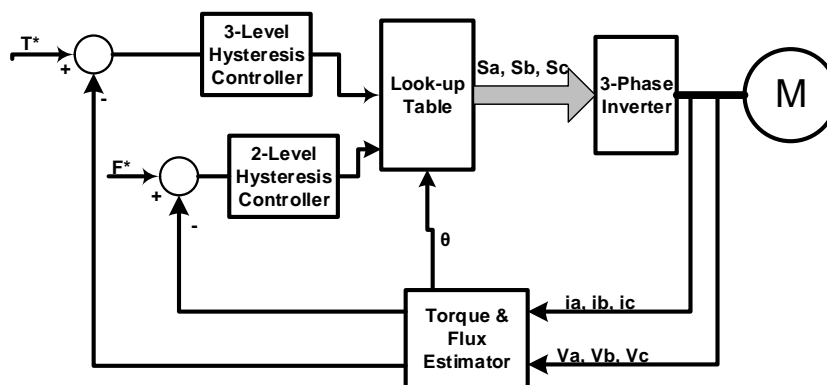 T*
+
-
3-Level
Hysteresis
Controller
Look-up
Table
Sa, Sb, Sc
3-Phase
Inverter
M
F*
+
-
2-Level
Hysteresis
Controller
θ
Torque &
Flux
Estimator
ia, ib, ic
Va, Vb, Vc